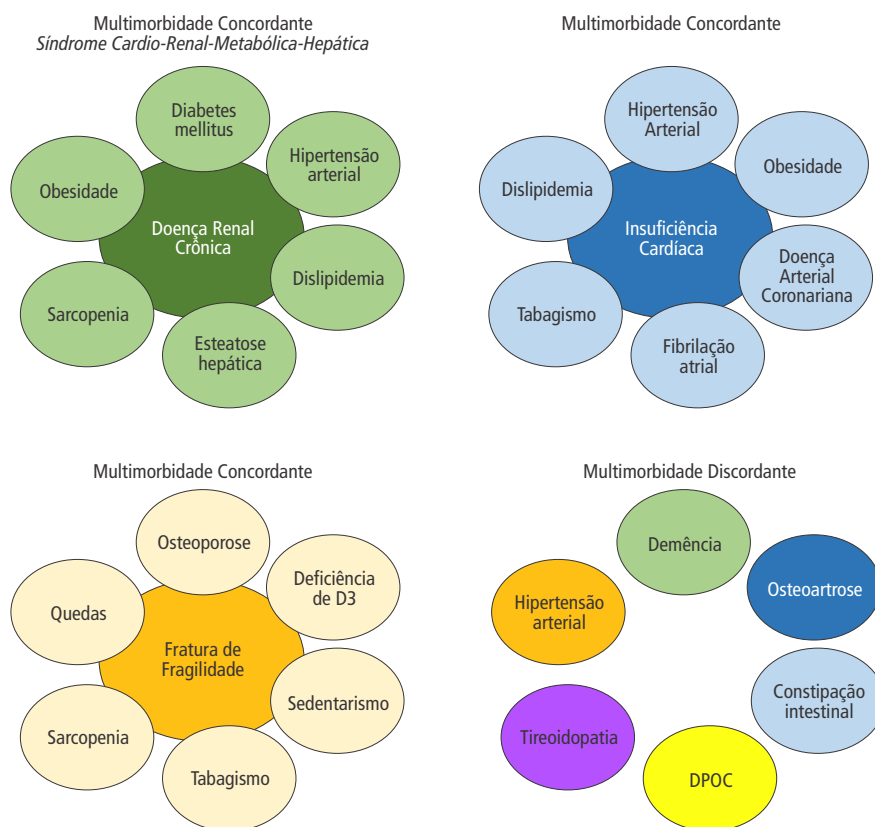 Multimorbidade Concordante
Síndrome Cardio-Renal-Metabólica-Hepática
Diabetes
mellitus
Hipertensão
arterial
Obesidade
Doença Renal
Crônica
Dislipidemia
Sarcopenia
Esteatose
hepática
Multimorbidade Concordante
Hipertensão
Arterial
Obesidade
Dislipidemia
Insuficiência
Cardíaca
Doença
Arterial
Coronariana
Tabagismo
Fibrilação
atrial
Multimorbidade Concordante
Osteoporose
Deficiência
de D3
Quedas
Fratura de
Fragilidade
Sedentarismo
Sarcopenia
Tabagismo
Multimorbidade Discordante
Demência
Osteoartrose
Hipertensão
arterial
Constipação
intestinal
Tireoidopatia
DPOC